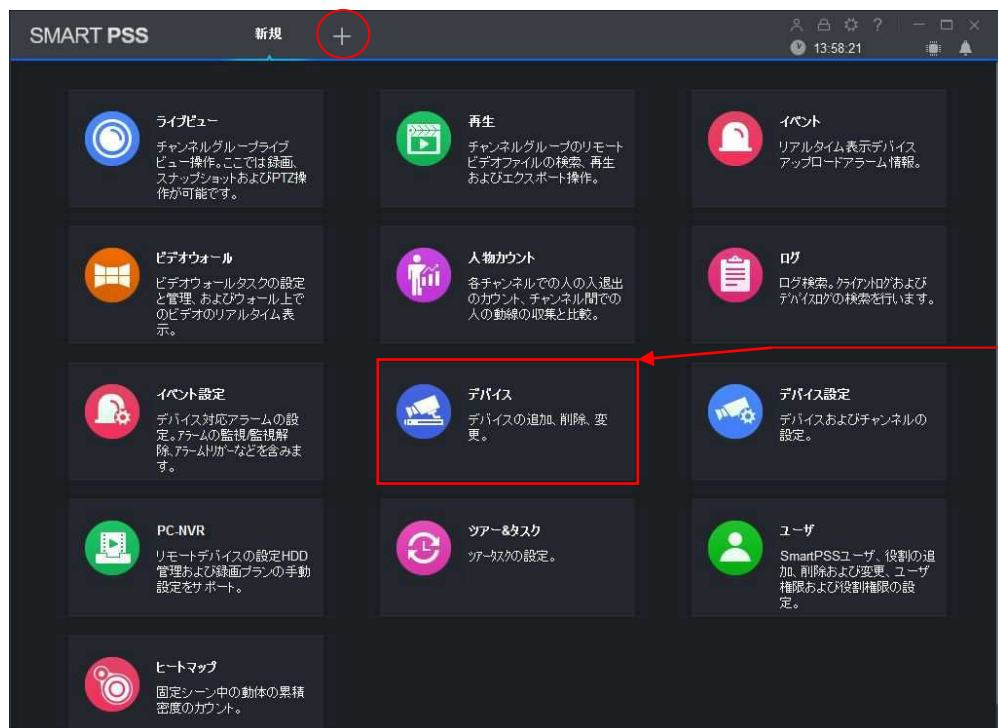 SMART PSS
新規
13:58:21
ライブビュー
チャンネルグループライブ
ビュー操作。ここでは録画、
スナップショットおよびPTZ操
作が可能です。
再生
チャンネルグループのリモート
ビデオファイルの検索、再生
およびエクスポート操作。
イベント
リアルタイム表示デバイス
アップロードアラーム情報。
ビデオウォール
ビデオウォールタスクの設定
と管理、およびウォール上で
のビデオのリアルタイム表
示。
人物カウント
各チャンネルでの人の入退出
のカウント、チャンネル間での
人の動線の収集と比較。
ログ
ログ検索。クライアントログおよび
デバイスログの検索を行います。
イベント設定
デバイス対応アラームの設
定。アラームの監視/監視解
除、アラームトリガーなどを含みま
す。
デバイス
デバイスの追加、削除、変
更。
デバイス設定
デバイスおよびチャンネルの
設定。
PC-NVR
リモートデバイスの設定HDD
管理および録画プランの手動
設定をサポート。
ツアー&タスク
ツアータスクの設定。
ユーザ
SmartPSSユーザ、役割の追
加、削除および変更、ユーザ
権限および役割権限の設
定。
ヒートマップ
固定シーン中の動体の累積
密度のカウント。